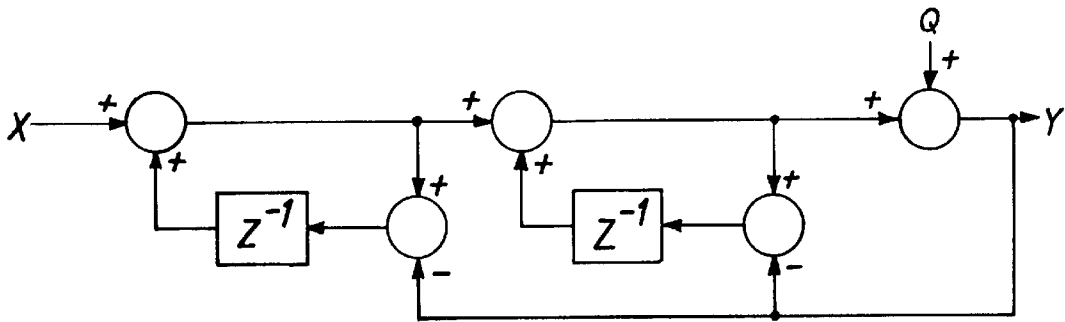 Q
+
X
+
+
+
Y
+
+
+
+
Z⁻¹
Z⁻¹
-
-